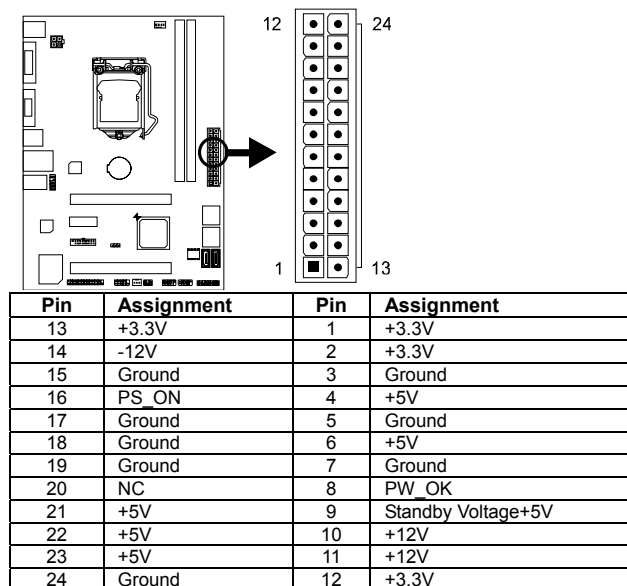 12 24
1 13
Pin Assignment Pin Assignment
13 +3.3V 1 +3.3V
14 -12V 2 +3.3V
15 Ground 3 Ground
16 PS_ON 4 +5V
17 Ground 5 Ground
18 Ground 6 +5V
19 Ground 7 Ground
20 NC 8 PW_OK
21 +5V 9 Standby Voltage+5V
22 +5V 10 +12V
23 +5V 11 +12V
24 Ground 12 +3.3V